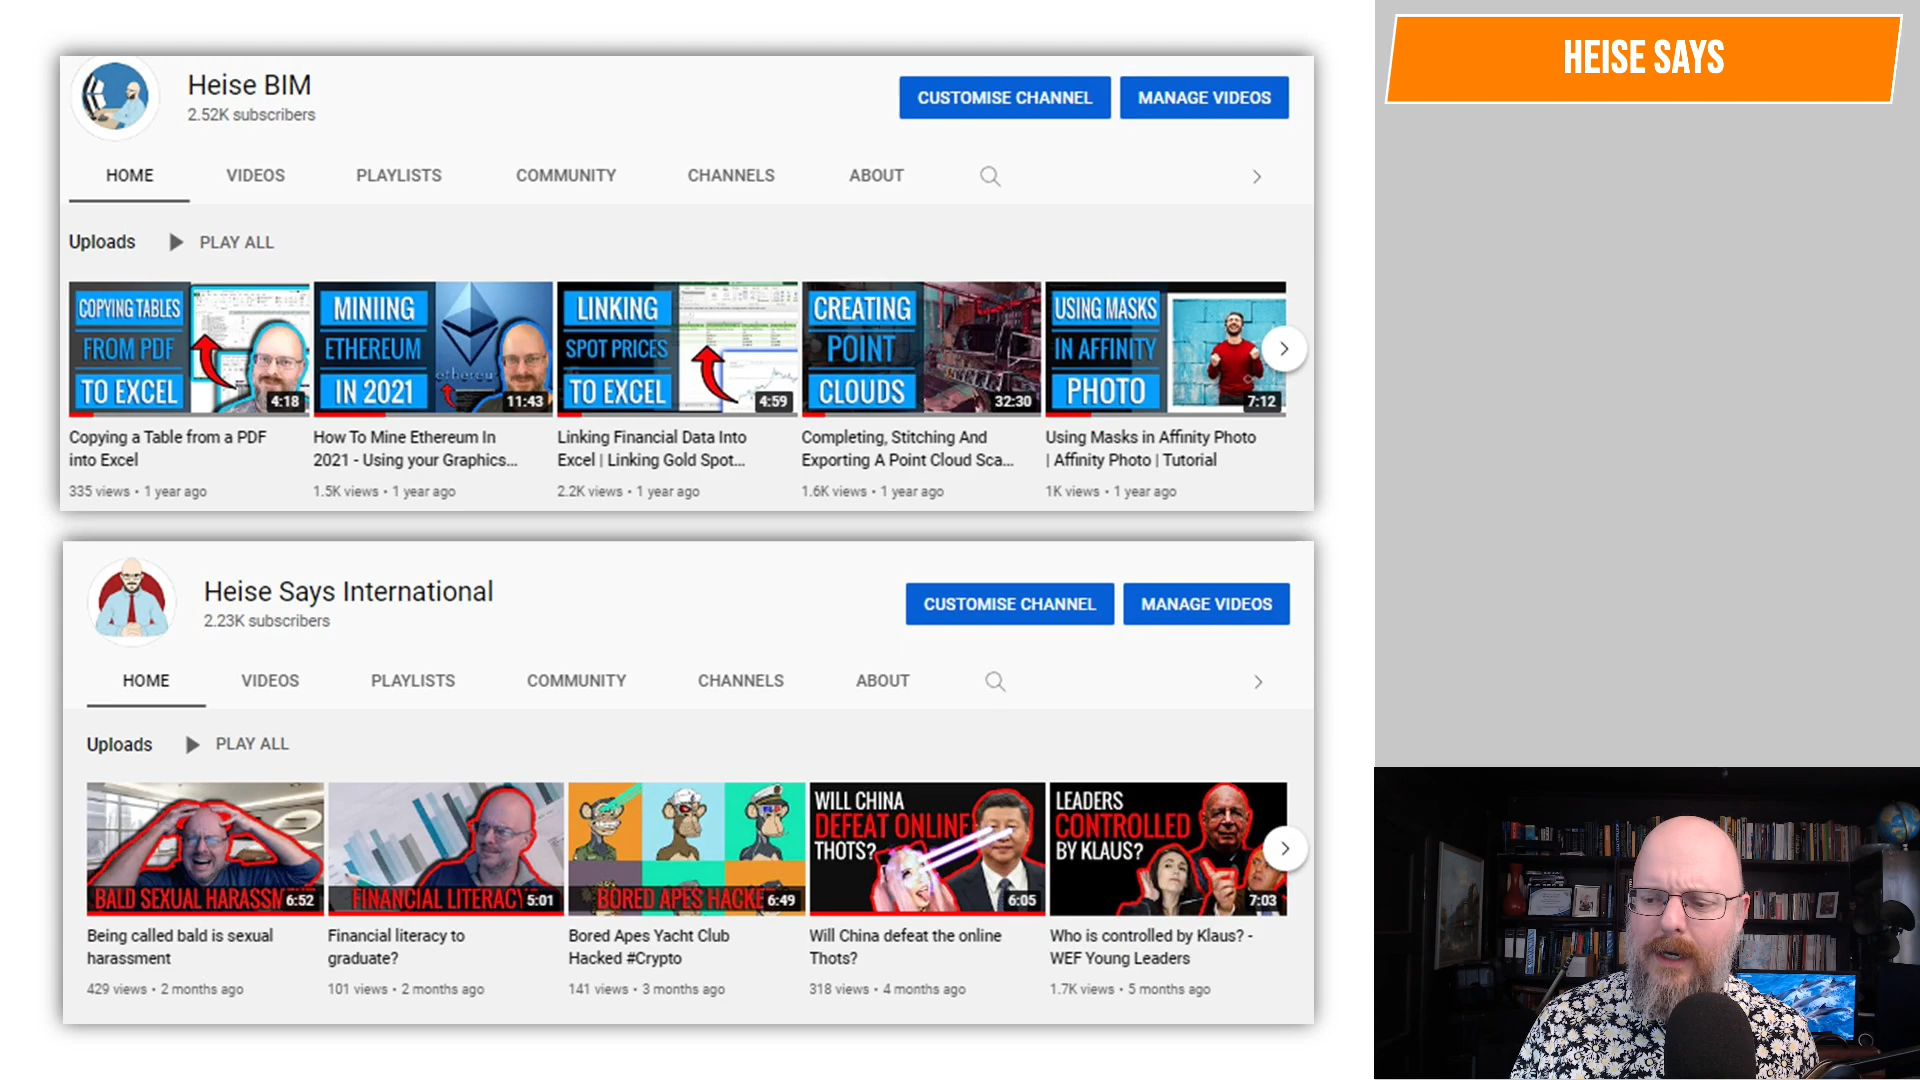 HEISE SAYS
Heise BIM
2.52K subscribers
CUSTOMISE CHANNEL
MANAGE VIDEOS
HOME
VIDEOS
PLAYLISTS
COMMUNITY
CHANNELS
ABOUT
Uploads
PLAY ALL
COPYING TABLES
FROM PDF
TO EXCEL
4:18
MINIING
ETHEREUM
IN 2021
ethereu
11:43
LINKING
SPOT PRICES
TO EXCEL
4:59
CREATING
POINT
CLOUDS
32:30
USING MASKS
IN AFFINITY
PHOTO
7:12
Copying a Table from a PDF
into Excel
335 views • 1 year ago
How To Mine Ethereum In
2021 - Using your Graphics...
1.5K views • 1 year ago
Linking Financial Data Into
Excel | Linking Gold Spot...
2.2K views • 1 year ago
Completing, Stitching And
Exporting A Point Cloud Sca...
1.6K views • 1 year ago
Using Masks in Affinity Photo
| Affinity Photo | Tutorial
1K views • 1 year ago
Heise Says International
2.23K subscribers
CUSTOMISE CHANNEL
MANAGE VIDEOS
HOME
VIDEOS
PLAYLISTS
COMMUNITY
CHANNELS
ABOUT
Uploads
PLAY ALL
BALD SEXUAL HARASSM
6:52
FINANCIAL LITERACY
5:01
BORED APES HACKE
6:49
WILL CHINA
DEFEAT ONLINE
THOTS?
6:05
LEADERS
CONTROLLED
BY KLAUS?
7:03
Being called bald is sexual
harassment
429 views • 2 months ago
Financial literacy to
graduate?
101 views • 2 months ago
Bored Apes Yacht Club
Hacked #Crypto
141 views • 3 months ago
Will China defeat the online
Thots?
318 views • 4 months ago
Who is controlled by Klaus? -
WEF Young Leaders
1.7K views • 5 months ago